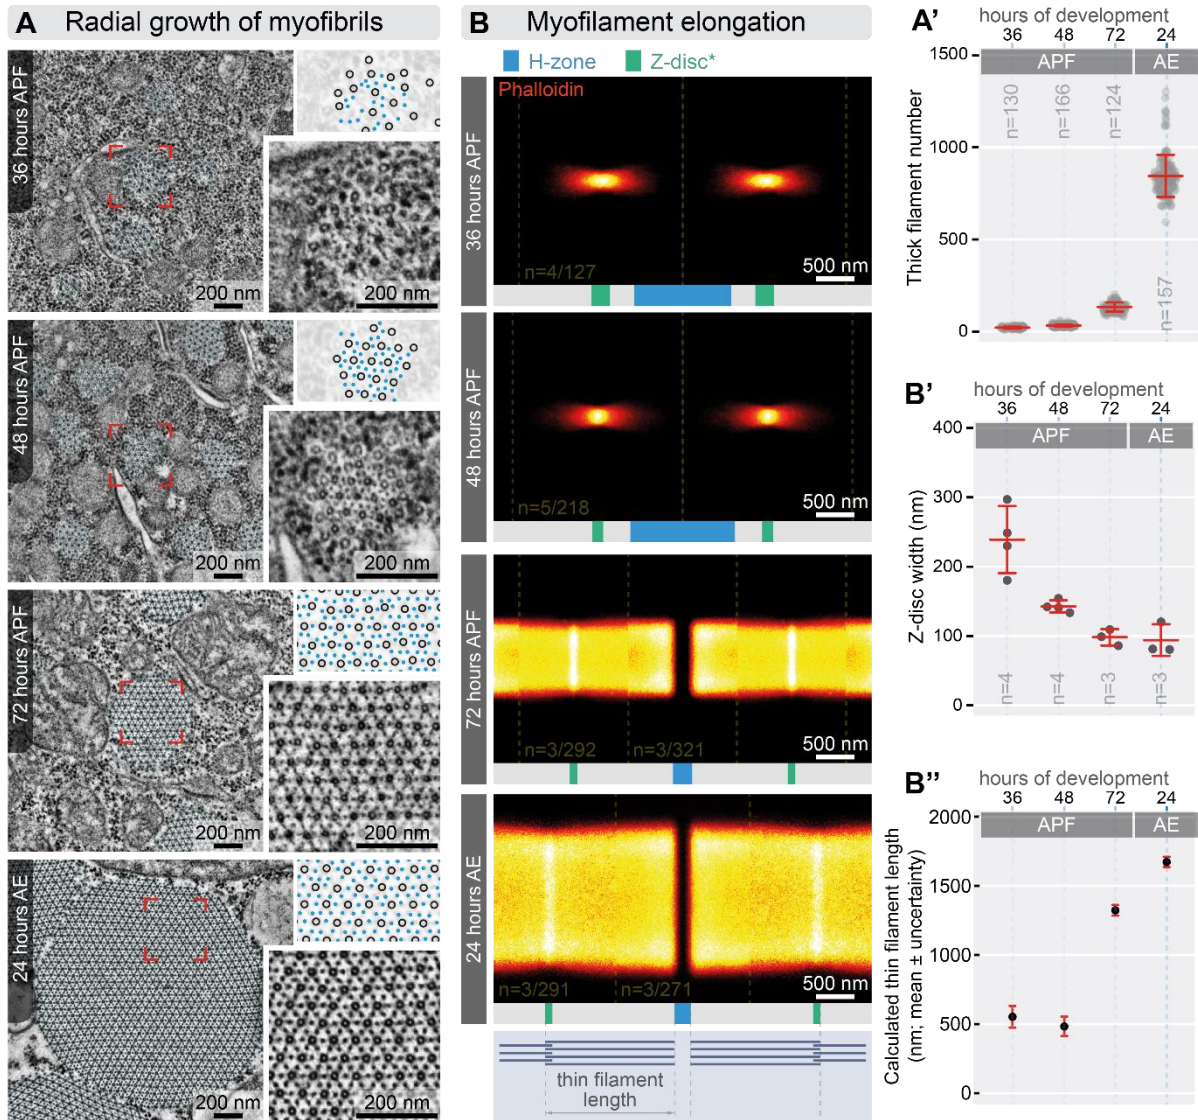 A Radial growth of myofibrils
36 hours APF
200 nm
200 nm
48 hours APF
200 nm
200 nm
72 hours APF
200 nm
200 nm
24 hours AE
200 nm
200 nm
B Myofilament elongation
H-zone Z-disc*
36 hours APF
Phalloidin
n=4/127
500 nm
48 hours APF
n=5/218
500 nm
72 hours APF
n=3/292 n=3/321
500 nm
24 hours AE
n=3/291 n=3/271
500 nm
thin filament
length
A'
hours of development
36 48 72 24
APF AE
Thick filament number
1500
1000
500
0
n=130
n=166
n=124
n=157
B'
hours of development
36 48 72 24
APF AE
Z-disc width (nm)
400
300
200
100
0
n=4
n=4
n=3
n=3
B''
hours of development
36 48 72 24
APF AE
Calculated thin filament length
(nm; mean ± uncertainty)
2000
1500
1000
500
0